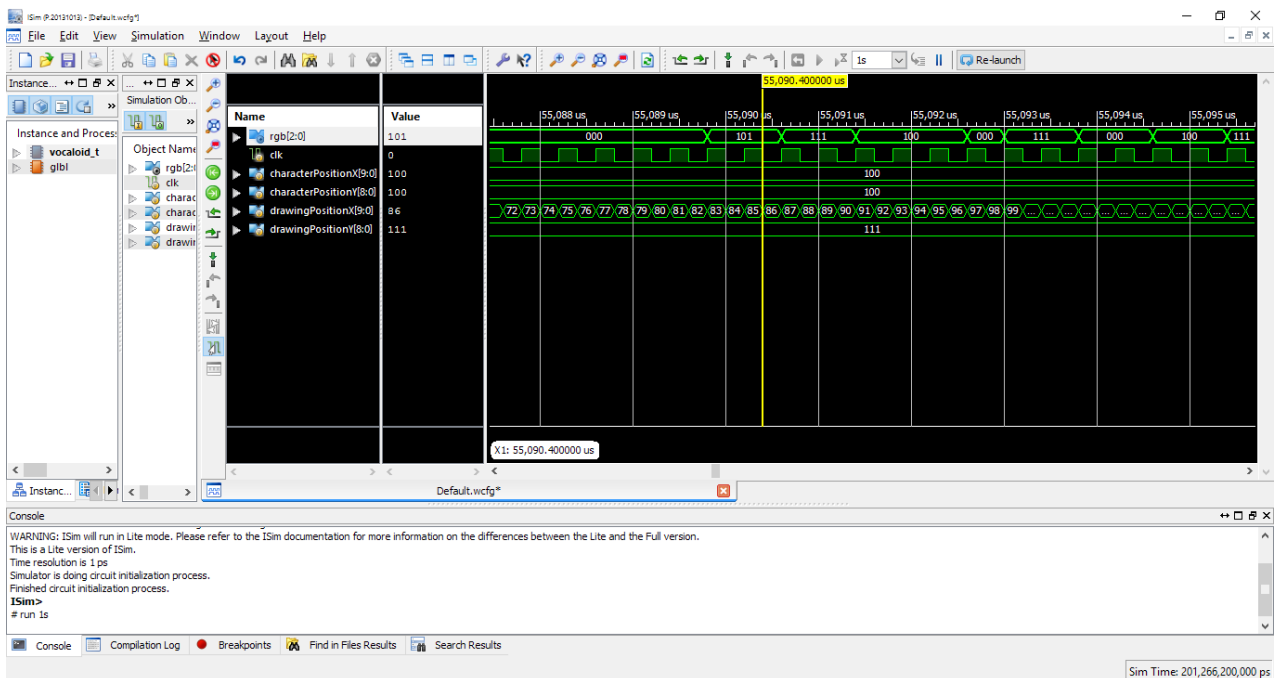 ISim (P.20131013) - [Default.wcfg*]
File Edit View Simulation Window Layout Help
1s Re-launch
Instance...
Instance and Process
vocaloid_t
glbl
Instanc...
...
Simulation Ob...
Object Name
rgb[2:
clk
charac
charac
drawin
drawin
Name Value
rgb[2:0] 101
clk 0
characterPositionX[9:0] 100
characterPositionY[8:0] 100
drawingPositionX[9:0] 86
drawingPositionY[8:0] 111
55,090.400000 us
55,088 us 55,089 us 55,090 us 55,091 us 55,092 us 55,093 us 55,094 us 55,095 us
000 101 111 100 000 111 000 100 111
100
100
72 73 74 75 76 77 78 79 80 81 82 83 84 85 86 87 88 89 90 91 92 93 94 95 96 97 98 99 ... ... ... ... ... ... ... ... ...
111
X1: 55,090.400000 us
Default.wcfg*
Console
WARNING: ISim will run in Lite mode. Please refer to the ISim documentation for more information on the differences between the Lite and the Full version.
This is a Lite version of ISim.
Time resolution is 1 ps
Simulator is doing circuit initialization process.
Finished circuit initialization process.
ISim>
# run 1s
Console Compilation Log Breakpoints Find in Files Results Search Results
Sim Time: 201,266,200,000 ps